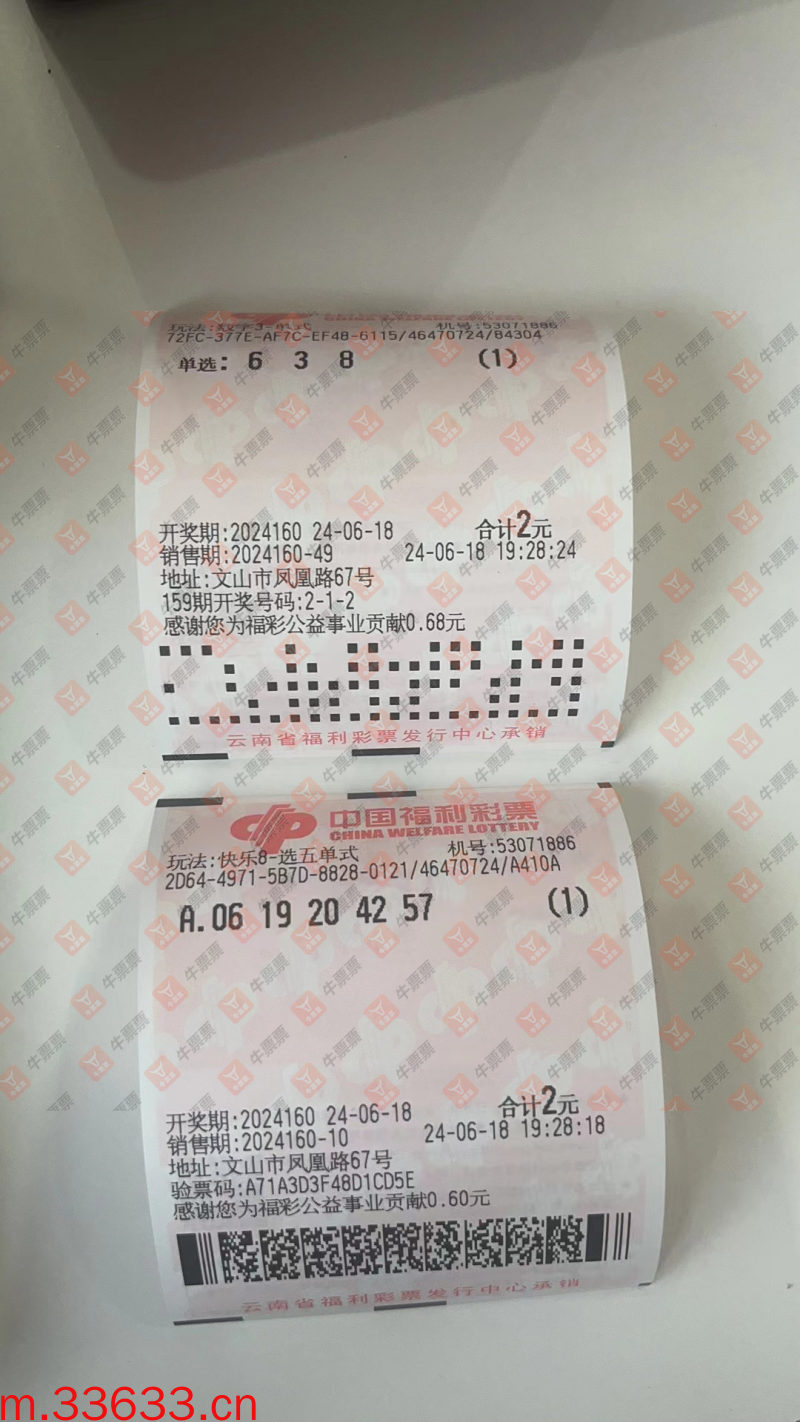 CHINA WELFARE LOTTERY
玩法:数字3-单式 机号:53071886
72FC-377E-AF7C-EF48-6115/46470724/84304
单选: 6 3 8 (1)
开奖期:2024160 24-06-18 合计2元
销售期:2024160-49 24-06-18 19:28:24
地址:文山市凤凰路67号
159期开奖号码:2-1-2
感谢您为福彩公益事业贡献0.68元
云南省福利彩票发行中心承销
中国福利彩票
CHINA WELFARE LOTTERY
玩法:快乐8-选五单式 机号:53071886
2D64-4971-5B7D-8828-0121/46470724/A410A
A.06 19 20 42 57 (1)
开奖期:2024160 24-06-18 合计2元
销售期:2024160-10 24-06-18 19:28:18
地址:文山市凤凰路67号
验票码:A71A3D3F48D1CD5E
感谢您为福彩公益事业贡献0.60元
云南省福利彩票发行中心承销
牛票票
m.33633.cn